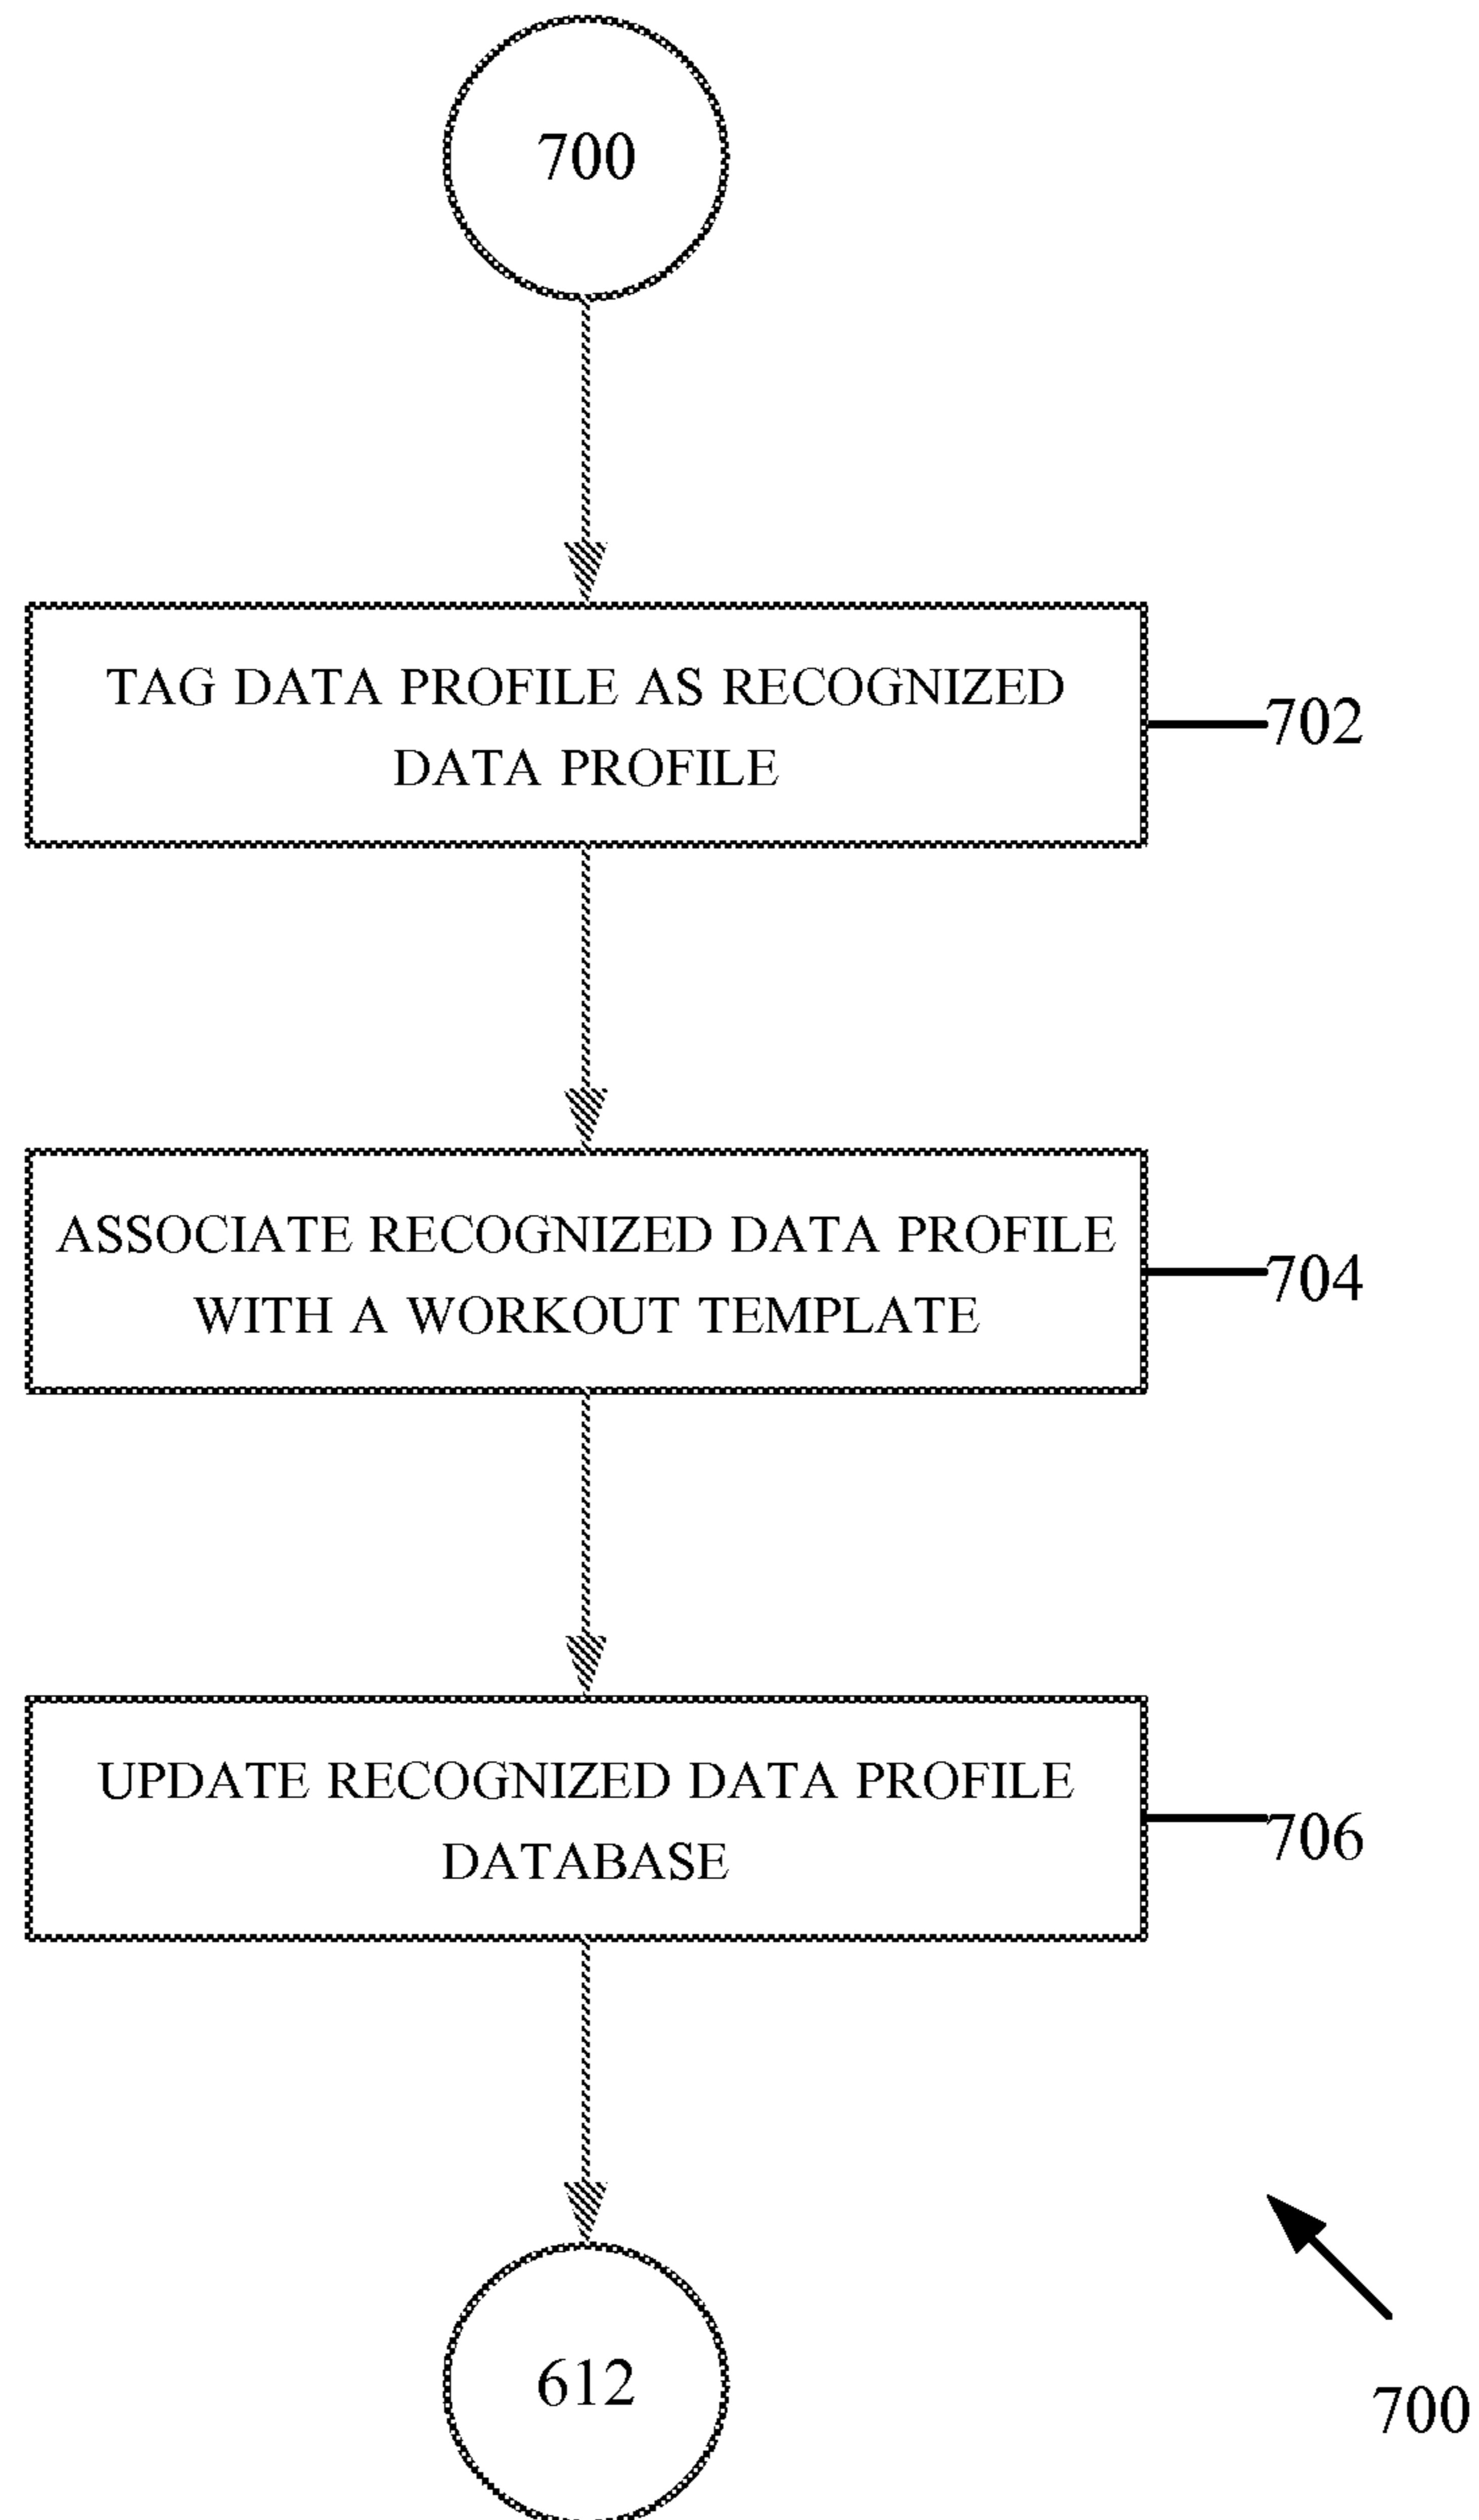 700
TAG DATA PROFILE AS RECOGNIZED
DATA PROFILE
702
ASSOCIATE RECOGNIZED DATA PROFILE
WITH A WORKOUT TEMPLATE
704
UPDATE RECOGNIZED DATA PROFILE
DATABASE
706
612
700